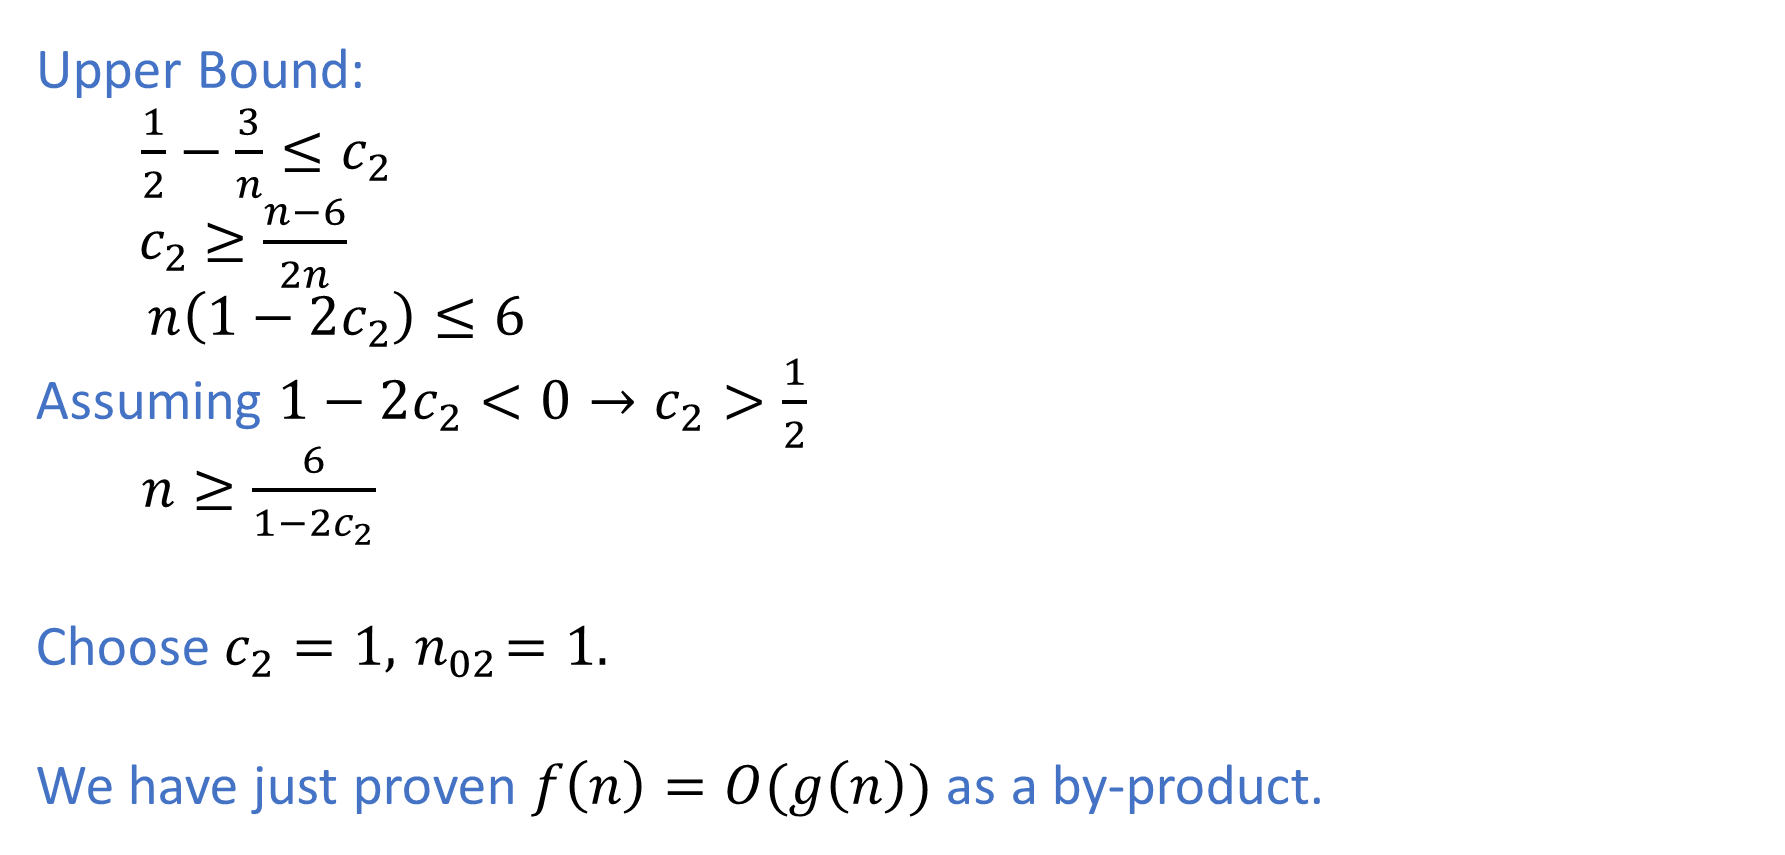 Upper Bound:
1/2 − 3/n ≤ c₂
c₂ ≥ n−6/2n
n(1 − 2c₂) ≤ 6
Assuming 1 − 2c₂ < 0 → c₂ > 1/2
n ≥ 6/1−2c₂
Choose c₂ = 1, n₀₂ = 1.
We have just proven f(n) = O(g(n)) as a by-product.